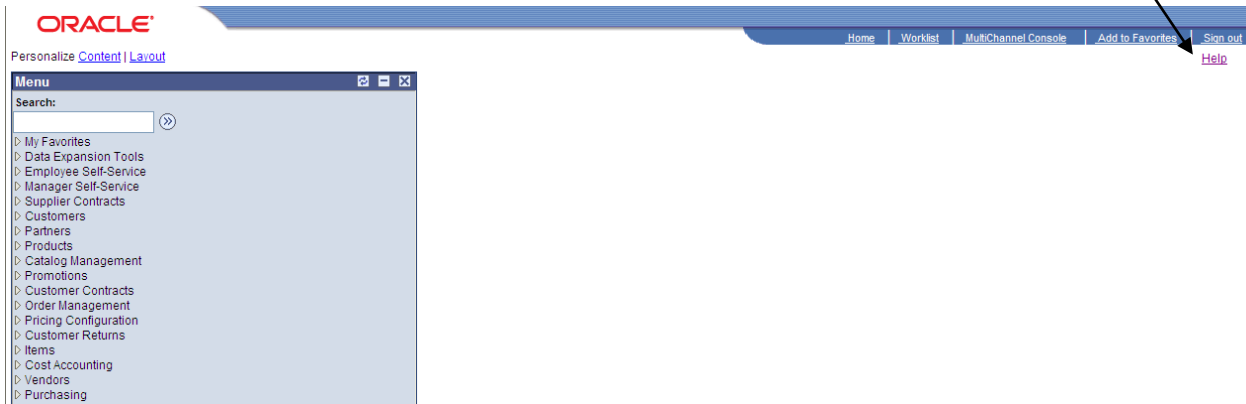 ORACLE
Home | Worklist | MultiChannel Console | Add to Favorites | Sign out
Personalize Content | Layout
Help
Menu
Search:
My Favorites
Data Expansion Tools
Employee Self-Service
Manager Self-Service
Supplier Contracts
Customers
Partners
Products
Catalog Management
Promotions
Customer Contracts
Order Management
Pricing Configuration
Customer Returns
Items
Cost Accounting
Vendors
Purchasing